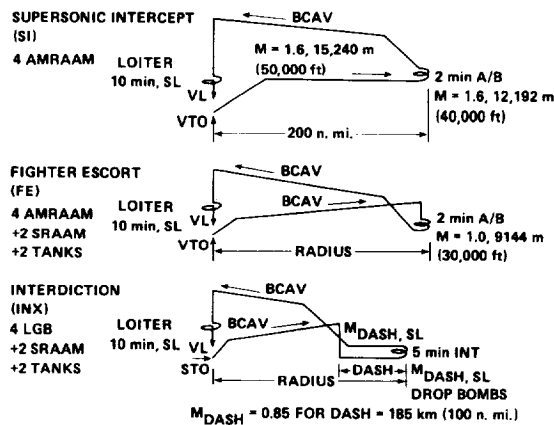 SUPERSONIC INTERCEPT
(SI)
4 AMRAAM
BCAV
LOITER
10 min, SL
VL
VTO
M = 1.6, 15,240 m
(50,000 ft)
2 min A/B
M = 1.6, 12,192 m
(40,000 ft)
200 n. mi.
FIGHTER ESCORT
(FE)
4 AMRAAM
+2 SRAAM
+2 TANKS
BCAV
LOITER
10 min, SL
BCAV
VL
VTO
2 min A/B
M = 1.0, 9144 m
(30,000 ft)
RADIUS
INTERDICTION
(INX)
4 LGB
+2 SRAAM
+2 TANKS
BCAV
LOITER
10 min, SL
BCAV
VL
STO
MDASH, SL
5 min INT
DASH
MDASH, SL
DROP BOMBS
RADIUS
MDASH = 0.85 FOR DASH = 185 km (100 n. mi.)